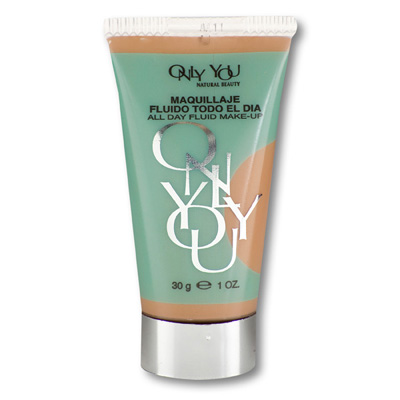 ONLY YOU
NATURAL BEAUTY
MAQUILLAJE
FLUIDO TODO EL DIA
ALL DAY FLUID MAKE-UP
ONLY
YOU
30 g ℮ 1 OZ.